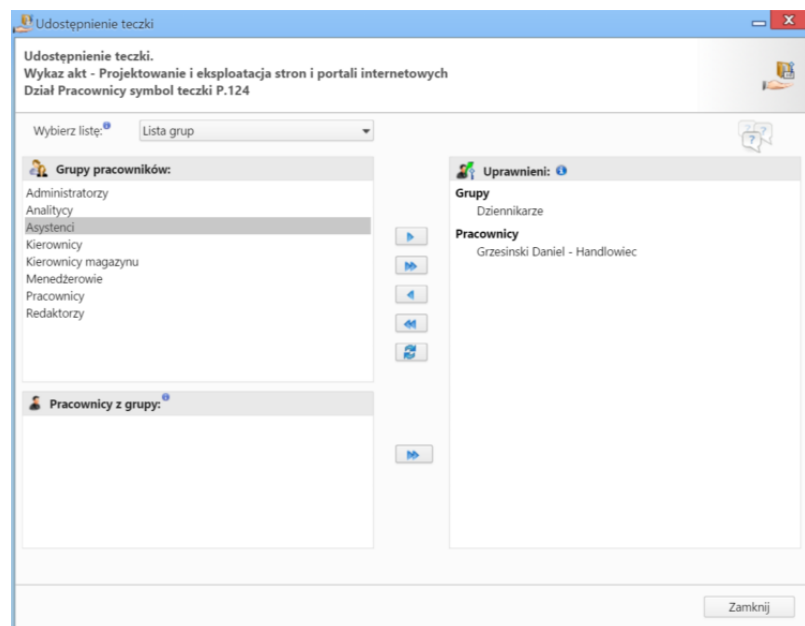 Udostępnienie teczki
Udostępnienie teczki.
Wykaz akt - Projektowanie i eksploatacja stron i portali internetowych
Dział Pracownicy symbol teczki P.124
Wybierz listę:
Lista grup
Grupy pracowników:
Administratorzy
Analitycy
Asystenci
Kierownicy
Kierownicy magazynu
Menedżerowie
Pracownicy
Redaktorzy
Pracownicy z grupy:
Uprawnieni:
Grupy
Dziennikarze
Pracownicy
Grzesinski Daniel - Handlowiec
Zamknij